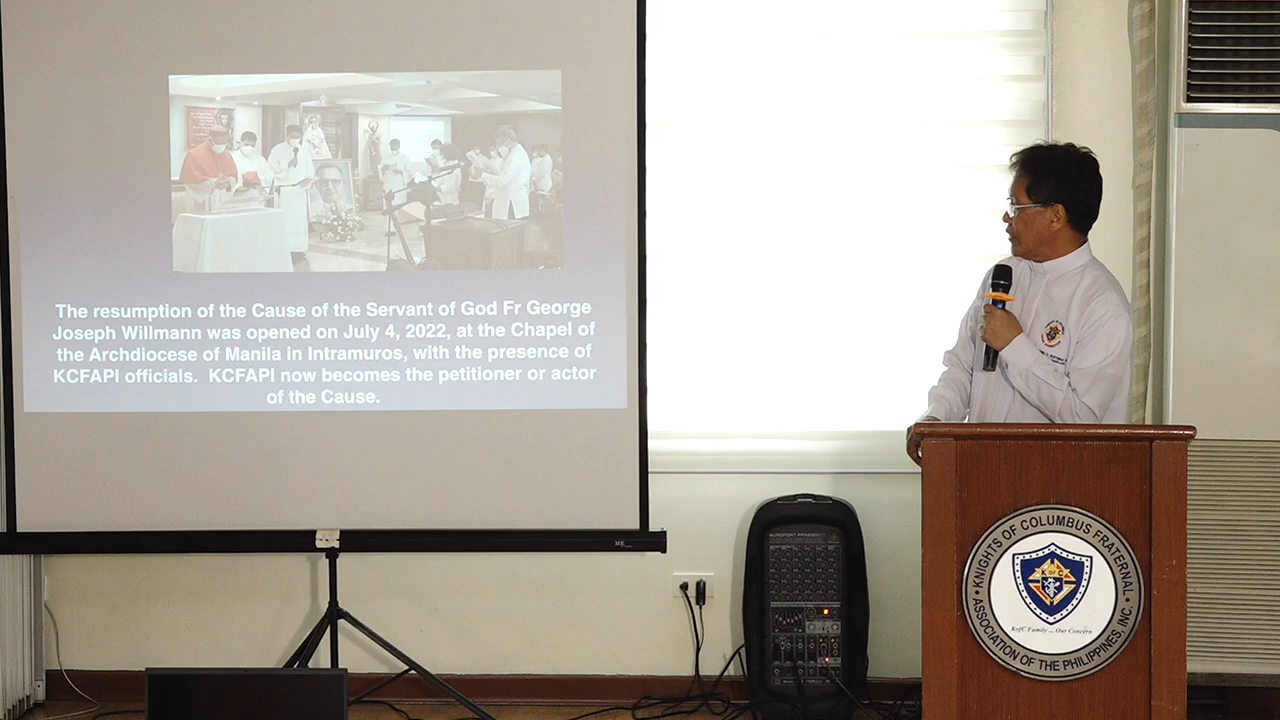 The resumption of the Cause of the Servant of God Fr George
Joseph Willmann was opened on July 4, 2022, at the Chapel of
the Archdiocese of Manila in Intramuros, with the presence of
KCFAPI officials. KCFAPI now becomes the petitioner or actor
of the Cause.
KNIGHTS OF COLUMBUS FRATERNAL
ASSOCIATION OF THE PHILIPPINES, INC.
K of C
KofC Family ... Our Concern